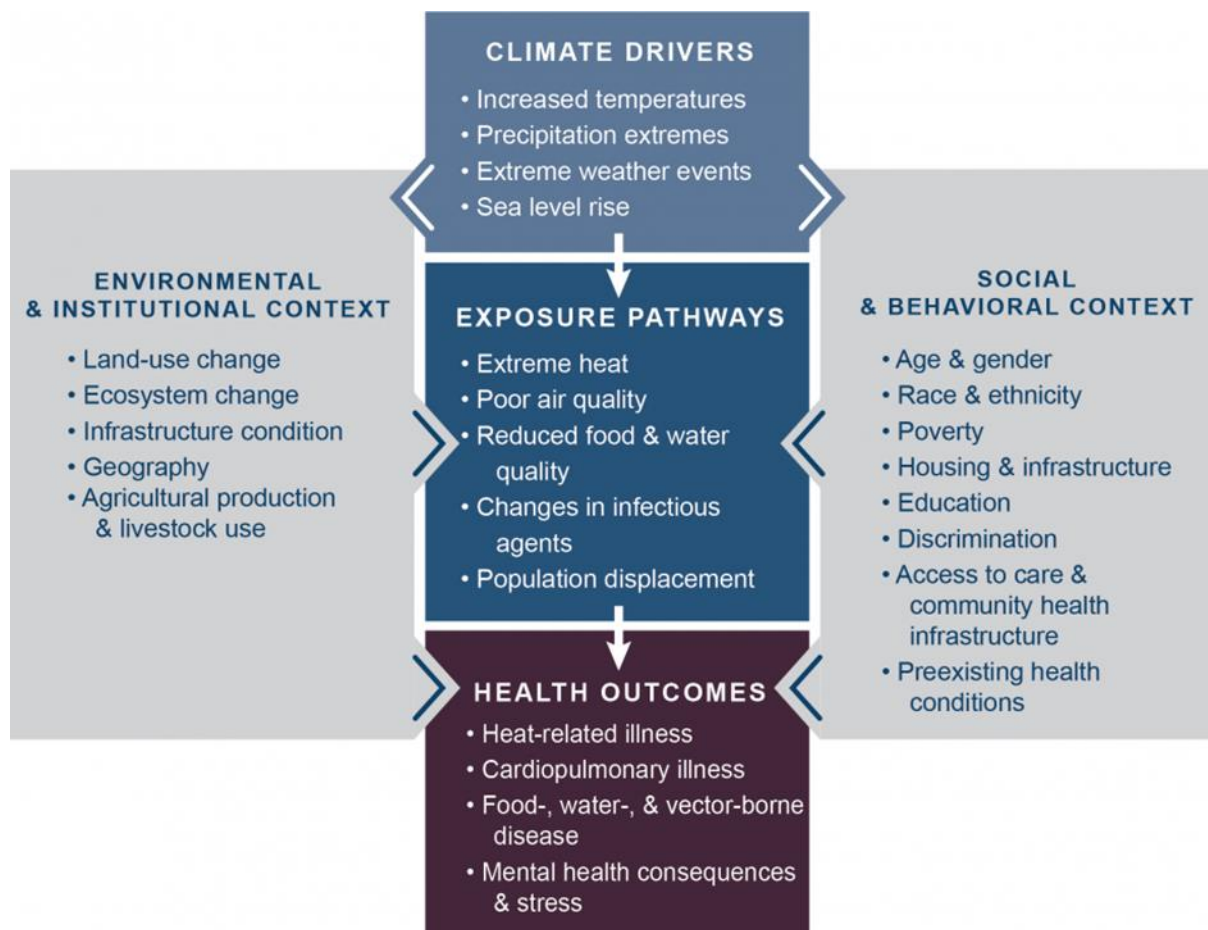 CLIMATE DRIVERS
• Increased temperatures
• Precipitation extremes
• Extreme weather events
• Sea level rise
ENVIRONMENTAL
& INSTITUTIONAL CONTEXT
• Land-use change
• Ecosystem change
• Infrastructure condition
• Geography
• Agricultural production
& livestock use
EXPOSURE PATHWAYS
• Extreme heat
• Poor air quality
• Reduced food & water
quality
• Changes in infectious
agents
• Population displacement
SOCIAL
& BEHAVIORAL CONTEXT
• Age & gender
• Race & ethnicity
• Poverty
• Housing & infrastructure
• Education
• Discrimination
• Access to care &
community health
infrastructure
• Preexisting health
conditions
HEALTH OUTCOMES
• Heat-related illness
• Cardiopulmonary illness
• Food-, water-, & vector-borne
disease
• Mental health consequences
& stress